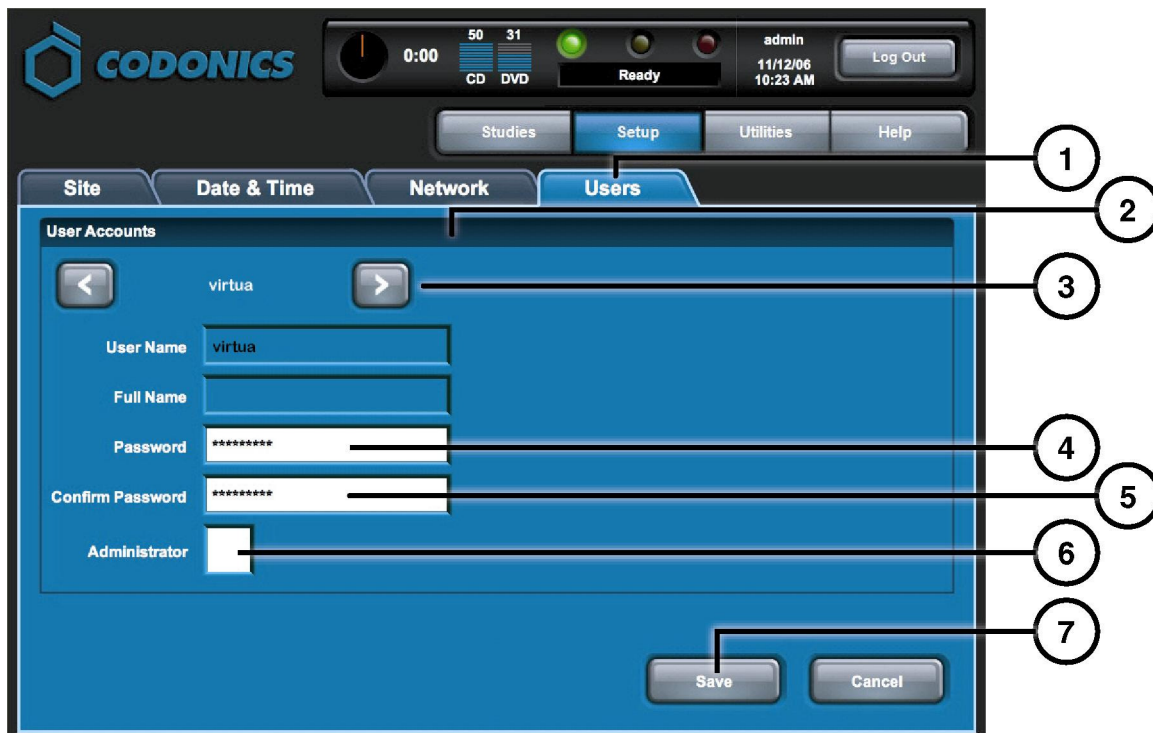 CODONICS
0:00
50 31
CD DVD
Ready
admin
11/12/06
10:23 AM
Log Out
Studies Setup Utilities Help
1
Site Date & Time Network Users
2
User Accounts
< virtua >
3
User Name virtua
Full Name
Password *********
4
Confirm Password *********
5
Administrator
6
7
Save Cancel